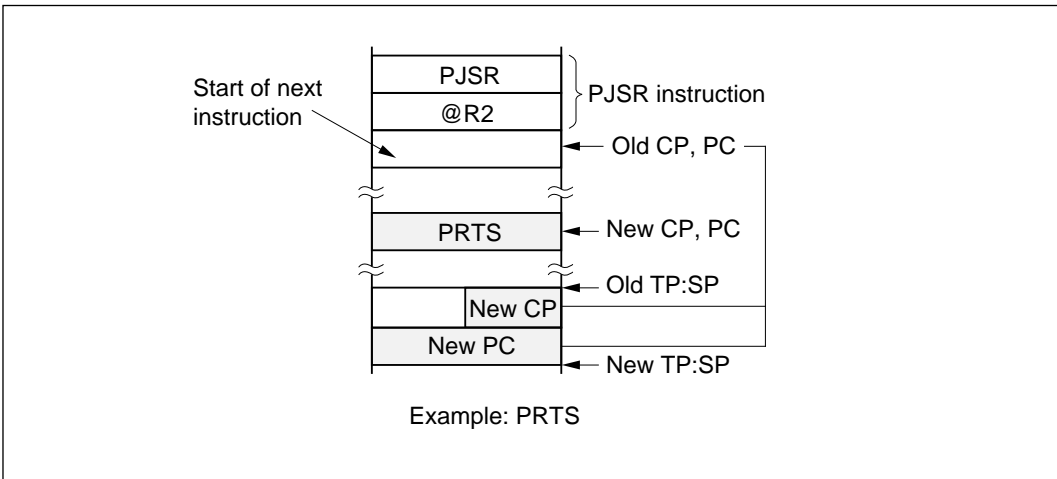 PJSR
Start of next
instruction
PJSR instruction
@R2
Old CP, PC
PRTS
New CP, PC
Old TP:SP
New CP
New PC
New TP:SP
Example: PRTS